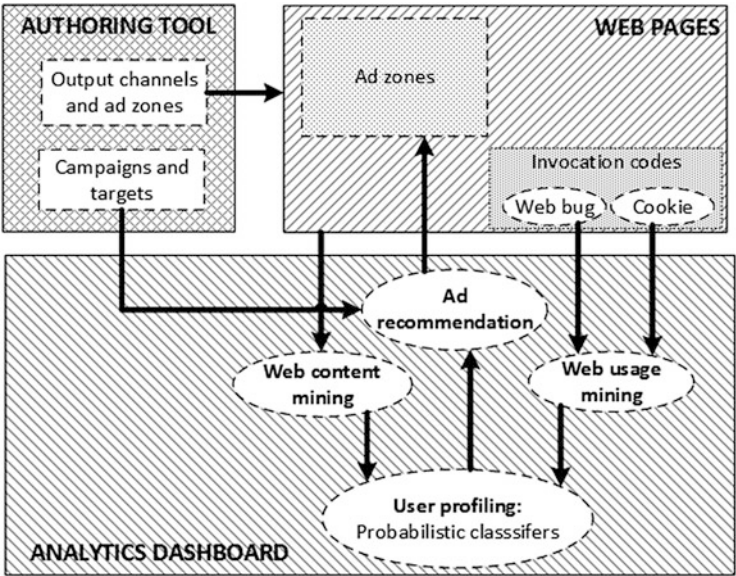 AUTHORING TOOL
Output channels
and ad zones
Campaigns and
targets
WEB PAGES
Ad zones
Invocation codes
Web bug
Cookie
Ad
recommendation
Web content
mining
Web usage
mining
User profiling:
Probabilistic classsifers
ANALYTICS DASHBOARD